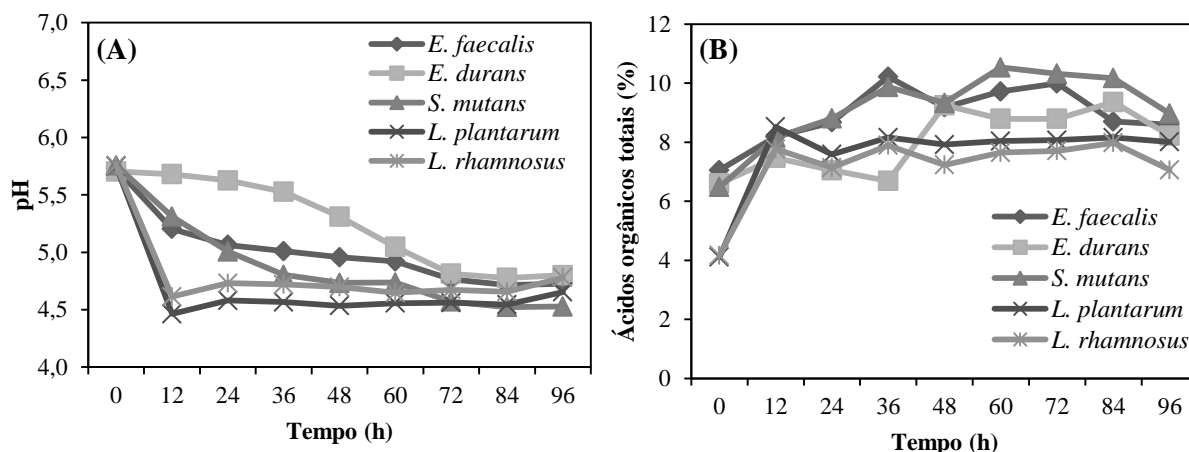 (A)
pH
7,0
6,5
6,0
5,5
5,0
4,5
4,0
E. faecalis
E. durans
S. mutans
L. plantarum
L. rhamnosus
0 12 24 36 48 60 72 84 96
Tempo (h)
(B)
Ácidos orgânicos totais (%)
12
10
8
6
4
2
0
E. faecalis
E. durans
S. mutans
L. plantarum
L. rhamnosus
0 12 24 36 48 60 72 84 96
Tempo (h)